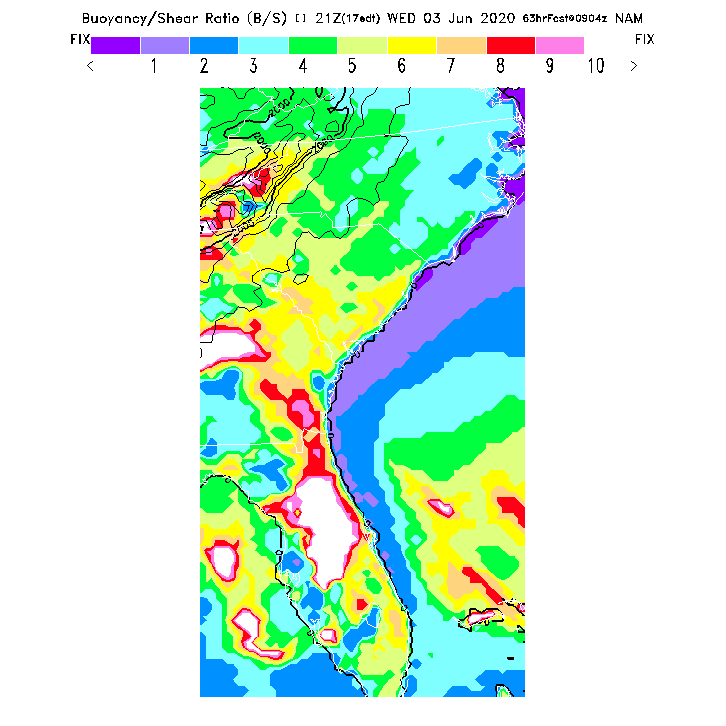 Buoyancy/Shear Ratio (B/S) [] 21Z(17edt) WED 03 Jun 2020 63hrFcst@0904z NAM
FIX FIX
< 1 2 3 4 5 6 7 8 9 10 >
2000